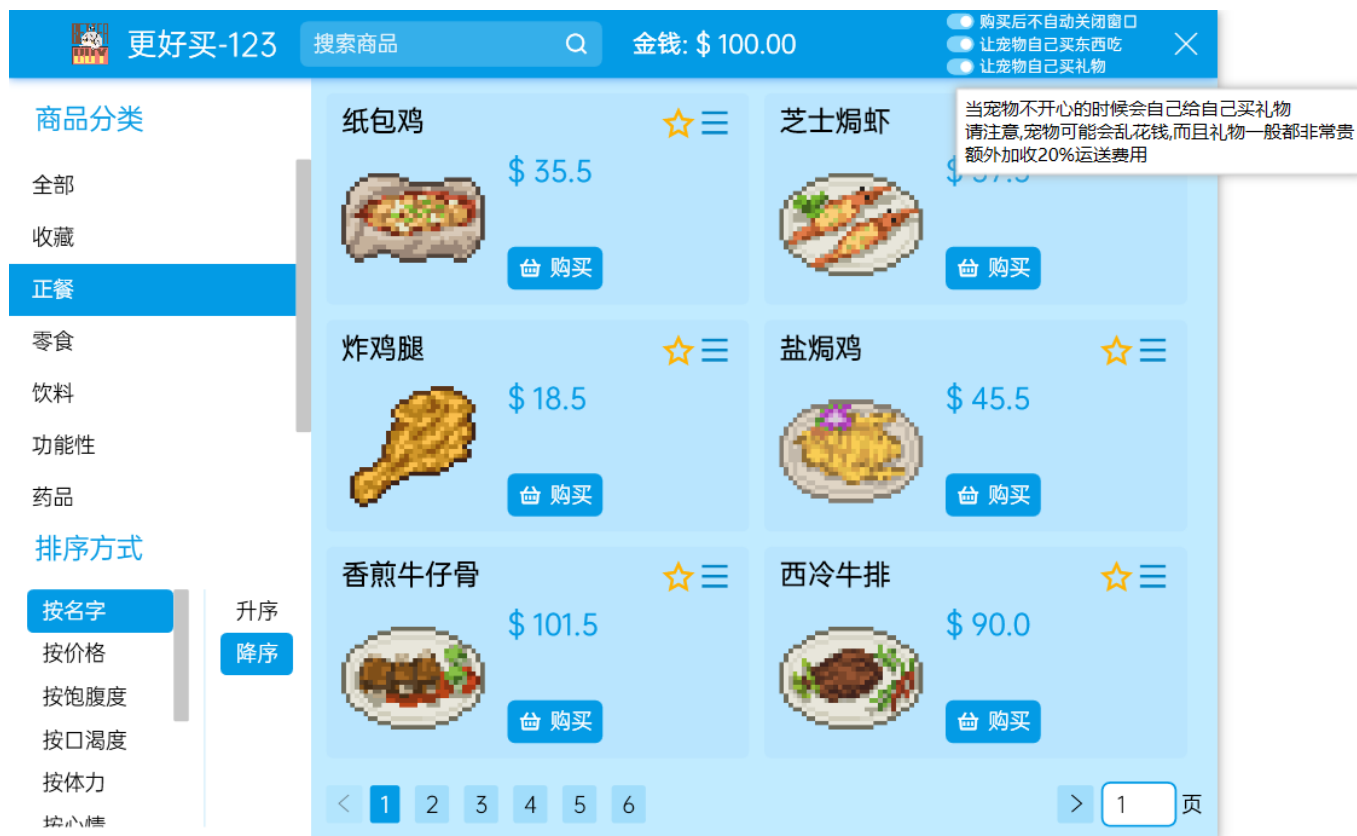 更好买-123
搜索商品
金钱: $ 100.00
购买后不自动关闭窗口
让宠物自己买东西吃
让宠物自己买礼物
当宠物不开心的时候会自己给自己买礼物
请注意,宠物可能会乱花钱,而且礼物一般都非常贵
额外加收20%运送费用
商品分类
全部
收藏
正餐
零食
饮料
功能性
药品
排序方式
按名字
按价格
按饱腹度
按口渴度
按体力
按心情
升序
降序
纸包鸡
$ 35.5
购买
芝士焗虾
购买
炸鸡腿
$ 18.5
购买
盐焗鸡
$ 45.5
购买
香煎牛仔骨
$ 101.5
购买
西冷牛排
$ 90.0
购买
< 1 2 3 4 5 6 > 1 页